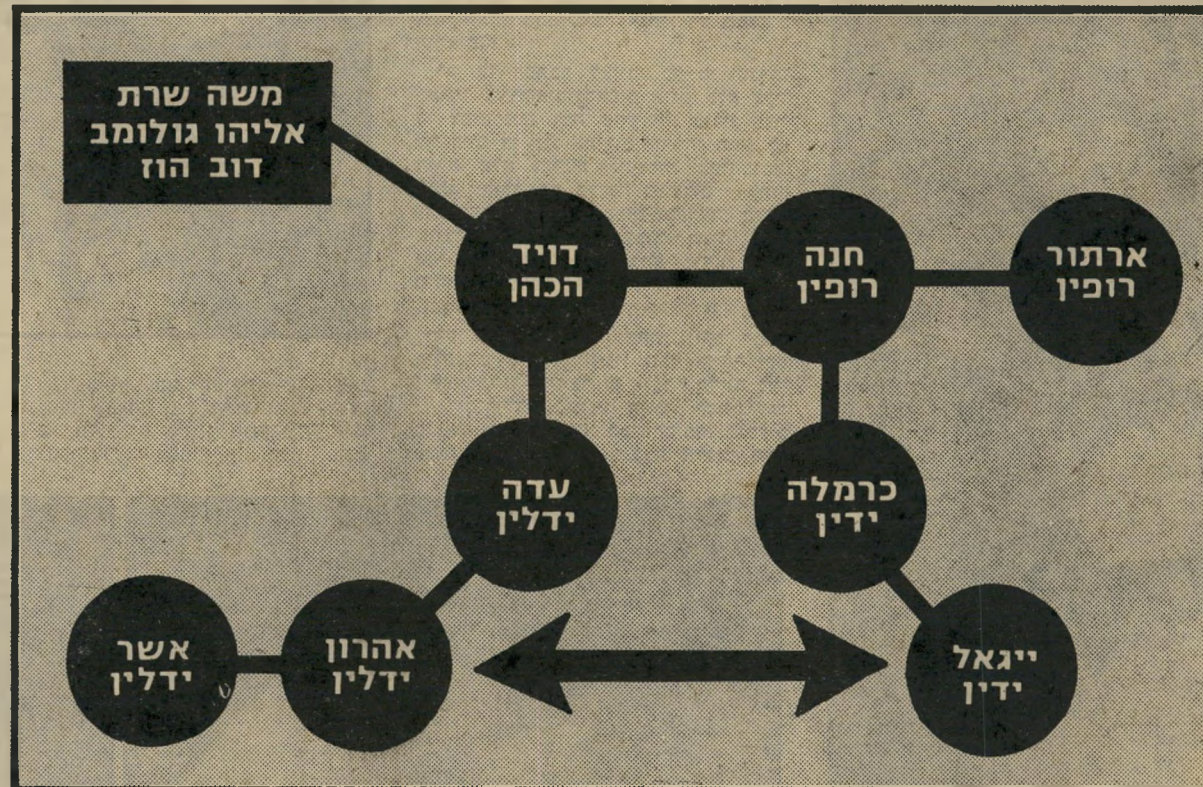 משה שרת
אליהו גולומב
דוב הוז
דויד
הכהן
חנה
רופין
ארתור
רופין
עדה
ידלין
כרמלה
ידין
אשר
ידלין
אהרון
ידלין
ייגאל
ידין